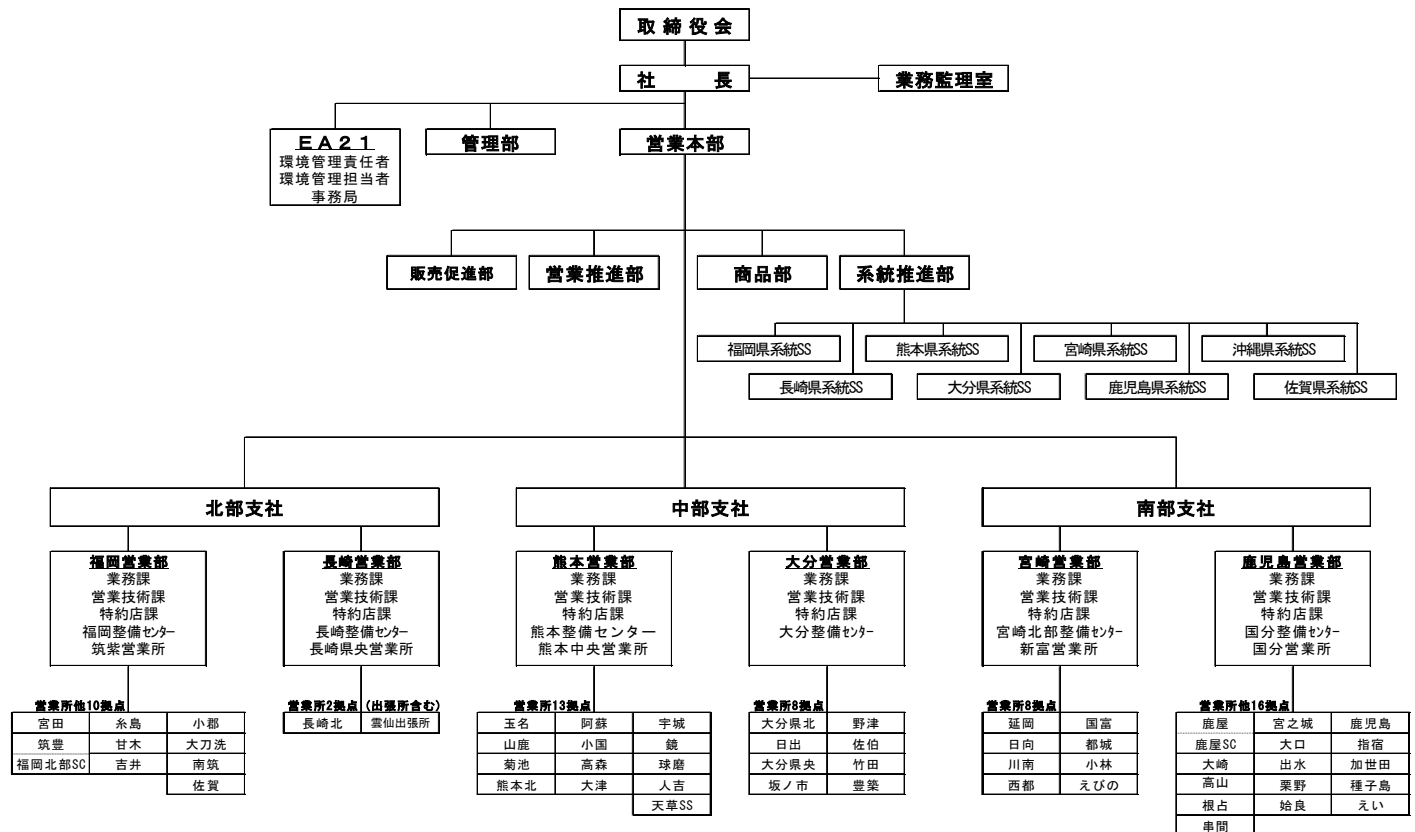 取締役会
社　　長
業務監理室
ＥＡ２１
環境管理責任者
環境管理担当者
事務局
管理部
営業本部
販売促進部
営業推進部
商品部
系統推進部
福岡県系統SS
熊本県系統SS
宮崎県系統SS
沖縄県系統SS
長崎県系統SS
大分県系統SS
鹿児島県系統SS
佐賀県系統SS
北部支社
中部支社
南部支社
福岡営業部
業務課
営業技術課
特約店課
福岡整備ｾﾝﾀｰ
筑紫営業所
長崎営業部
業務課
営業技術課
特約店課
長崎整備ｾﾝﾀｰ
長崎県央営業所
熊本営業部
業務課
営業技術課
特約店課
熊本整備センター
熊本中央営業所
大分営業部
業務課
営業技術課
特約店課
大分整備ｾﾝﾀｰ
宮崎営業部
業務課
営業技術課
特約店課
宮崎北部整備ｾﾝﾀｰ
新富営業所
鹿児島営業部
業務課
営業技術課
特約店課
国分整備ｾﾝﾀｰ
国分営業所
営業所他10拠点
宮田 糸島 小郡
筑豊 甘木 大刀洗
福岡北部SC 吉井 南筑
佐賀
営業所2拠点（出張所含む）
長崎北 雲仙出張所
営業所13拠点
玉名 阿蘇 宇城
山鹿 小国 鏡
菊池 高森 球磨
熊本北 大津 人吉
天草SS
営業所8拠点
大分県北 野津
日出 佐伯
大分県央 竹田
坂ノ市 豊築
営業所8拠点
延岡 国富
日向 都城
川南 小林
西都 えびの
営業所他16拠点
鹿屋 宮之城 鹿児島
鹿屋SC 大口 指宿
大崎 出水 加世田
高山 栗野 種子島
根占 姶良 えい
串間